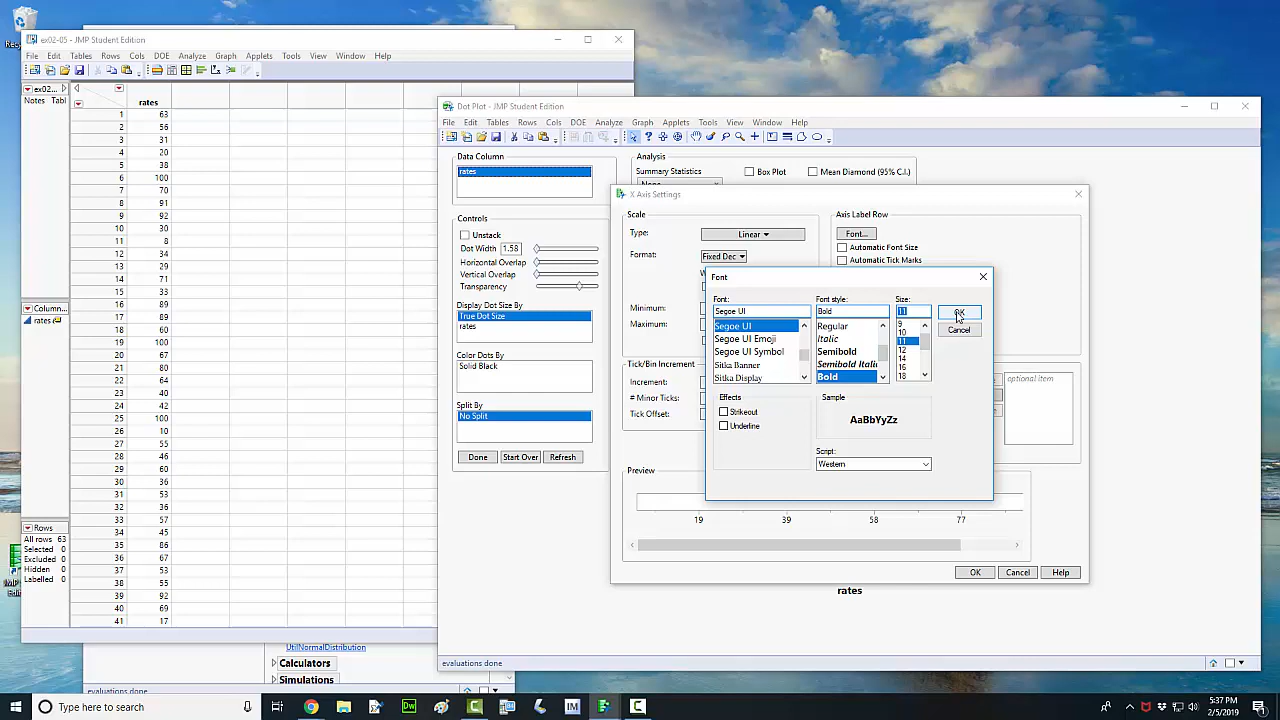 ex02-05 - JMP Student Edition
File Edit Tables Rows Cols DOE Analyze Graph Applets Tools View Window Help
ex02...
Notes Tabl
rates
1 63
2 56
3 31
4 20
5 38
6 100
7 70
8 91
9 92
10 30
11 8
12 34
13 29
14 71
15 33
16 89
17 89
18 60
19 100
20 67
21 80
22 64
23 40
24 42
25 100
26 10
27 55
28 46
29 60
30 36
31 53
32 36
33 57
34 45
35 86
36 67
37 53
38 55
39 92
40 69
41 17
Column...
rates
Rows
All rows 63
Selected 0
Excluded 0
Hidden 0
Labelled 0
UtilNormalDistribution
Calculators
Simulations
evaluations done
Dot Plot - JMP Student Edition
File Edit Tables Rows Cols DOE Analyze Graph Applets Tools View Window Help
Data Column
rates
Analysis
Summary Statistics
Box Plot
Mean Diamond (95% C.I.)
Controls
Unstack
Dot Width 1.58
Horizontal Overlap
Vertical Overlap
Transparency
Display Dot Size By
True Dot Size
rates
Color Dots By
Solid Black
Split By
No Split
Done Start Over Refresh
X Axis Settings
Scale
Type: Linear
Format: Fixed Dec
Minimum:
Maximum:
Tick/Bin Increment
Increment:
# Minor Ticks:
Tick Offset:
Axis Label Row
Font...
Automatic Font Size
Automatic Tick Marks
optional item
Preview
19 39 58 77
OK Cancel Help
rates
evaluations done
Font
Font: Font style: Size:
Segoe UI Bold 11
Segoe UI
Segoe UI Emoji
Segoe UI Symbol
Sitka Banner
Sitka Display
Regular
Italic
Semibold
Semibold Itali
Bold
9
10
11
12
14
16
18
OK
Cancel
Effects
Strikeout
Underline
Sample
AaBbYyZz
Script:
Western
Type here to search
5:37 PM
2/5/2019